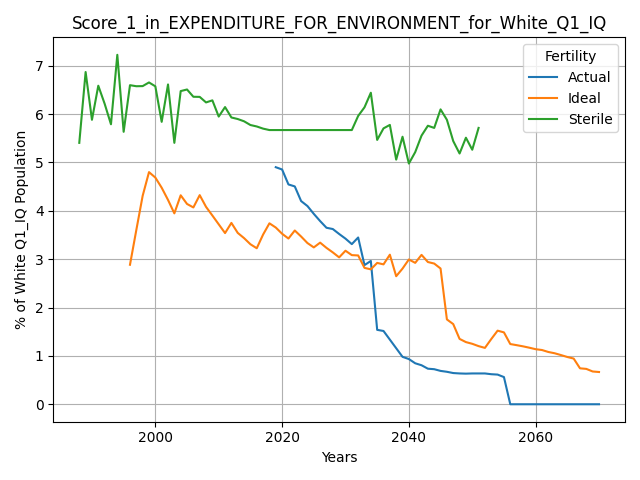 Score_1_in_EXPENDITURE_FOR_ENVIRONMENT_for_White_Q1_IQ
Fertility
Actual
Ideal
Sterile
% of White Q1_IQ Population
7
6
5
4
3
2
1
0
2000 2020 2040 2060
Years